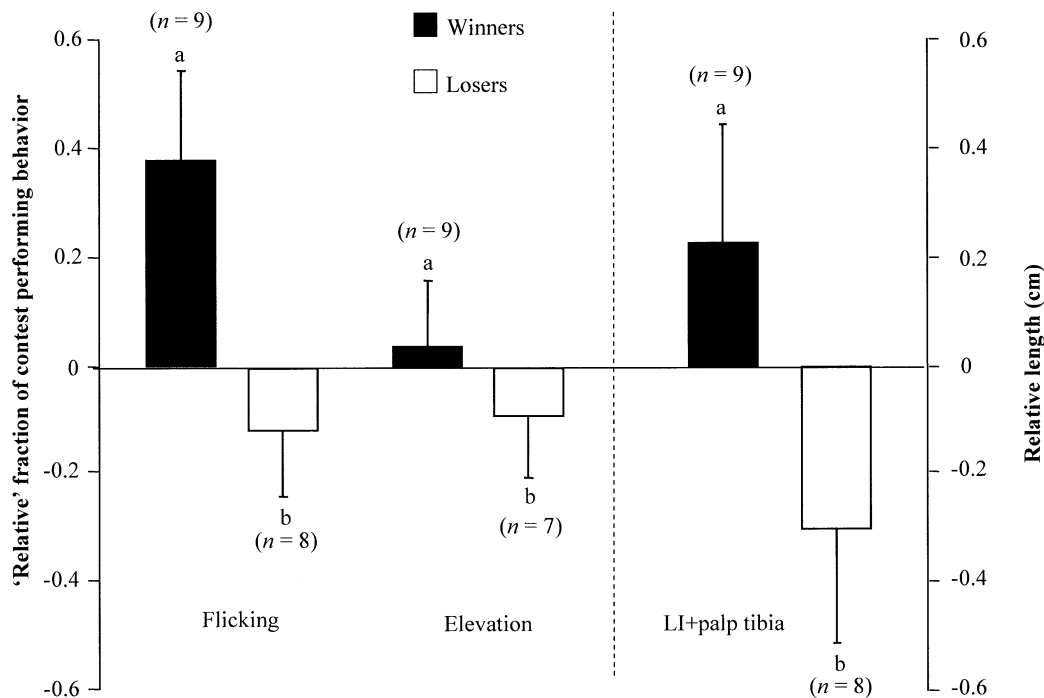 (n = 9)
a
Winners
Losers
0.6
0.4
0.2
0
-0.2
-0.4
-0.6
'Relative' fraction of contest performing behavior
b
(n = 8)
Flicking
(n = 9)
a
b
(n = 7)
Elevation
(n = 9)
a
b
(n = 8)
LI+palp tibia
0.6
0.4
0.2
0
-0.2
-0.4
-0.6
Relative length (cm)